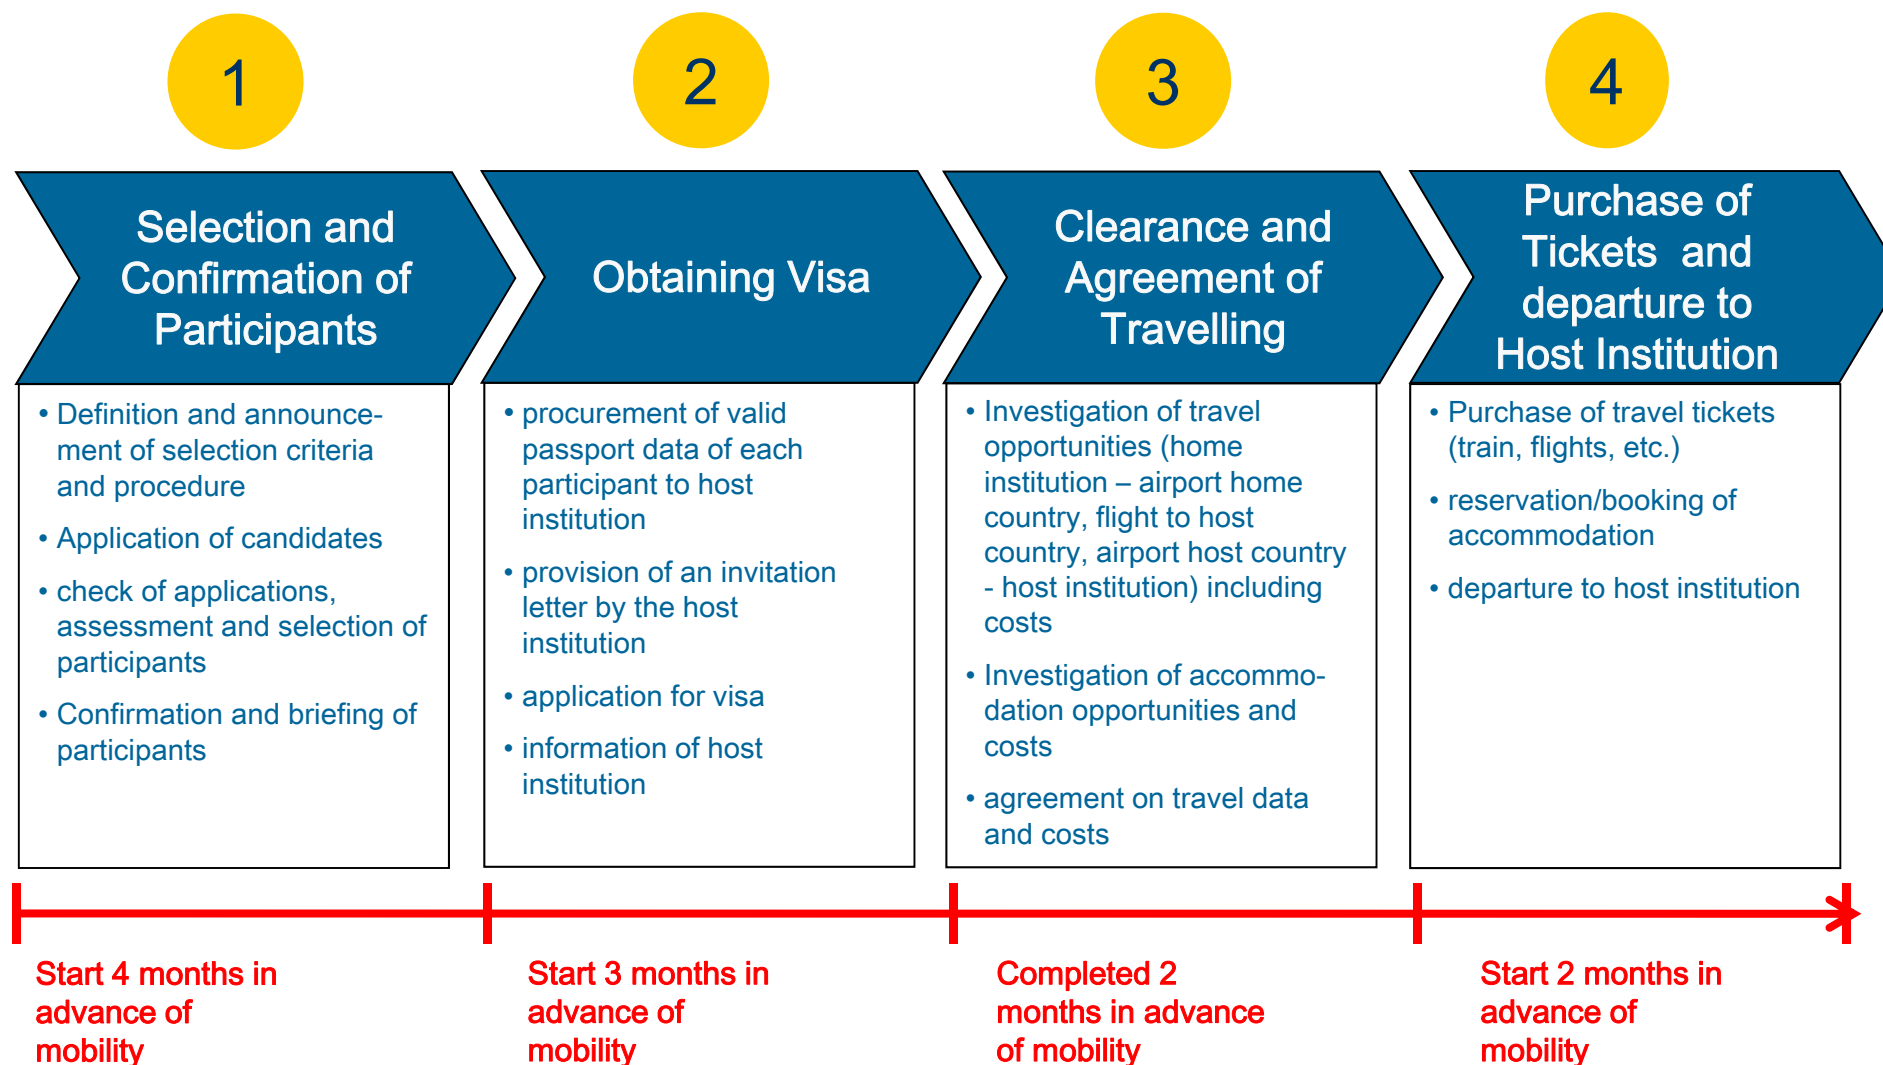 1
Selection and
Confirmation of
Participants
• Definition and announce-
ment of selection criteria
and procedure
• Application of candidates
• check of applications,
assessment and selection of
participants
• Confirmation and briefing of
participants
Start 4 months in
advance of
mobility
2
Obtaining Visa
• procurement of valid
passport data of each
participant to host
institution
• provision of an invitation
letter by the host
institution
• application for visa
• information of host
institution
Start 3 months in
advance of
mobility
3
Clearance and
Agreement of
Travelling
• Investigation of travel
opportunities (home
institution – airport home
country, flight to host
country, airport host country
- host institution) including
costs
• Investigation of accommo-
dation opportunities and
costs
• agreement on travel data
and costs
Completed 2
months in advance
of mobility
4
Purchase of
Tickets  and
departure to
Host Institution
• Purchase of travel tickets
(train, flights, etc.)
• reservation/booking of
accommodation
• departure to host institution
Start 2 months in
advance of
mobility